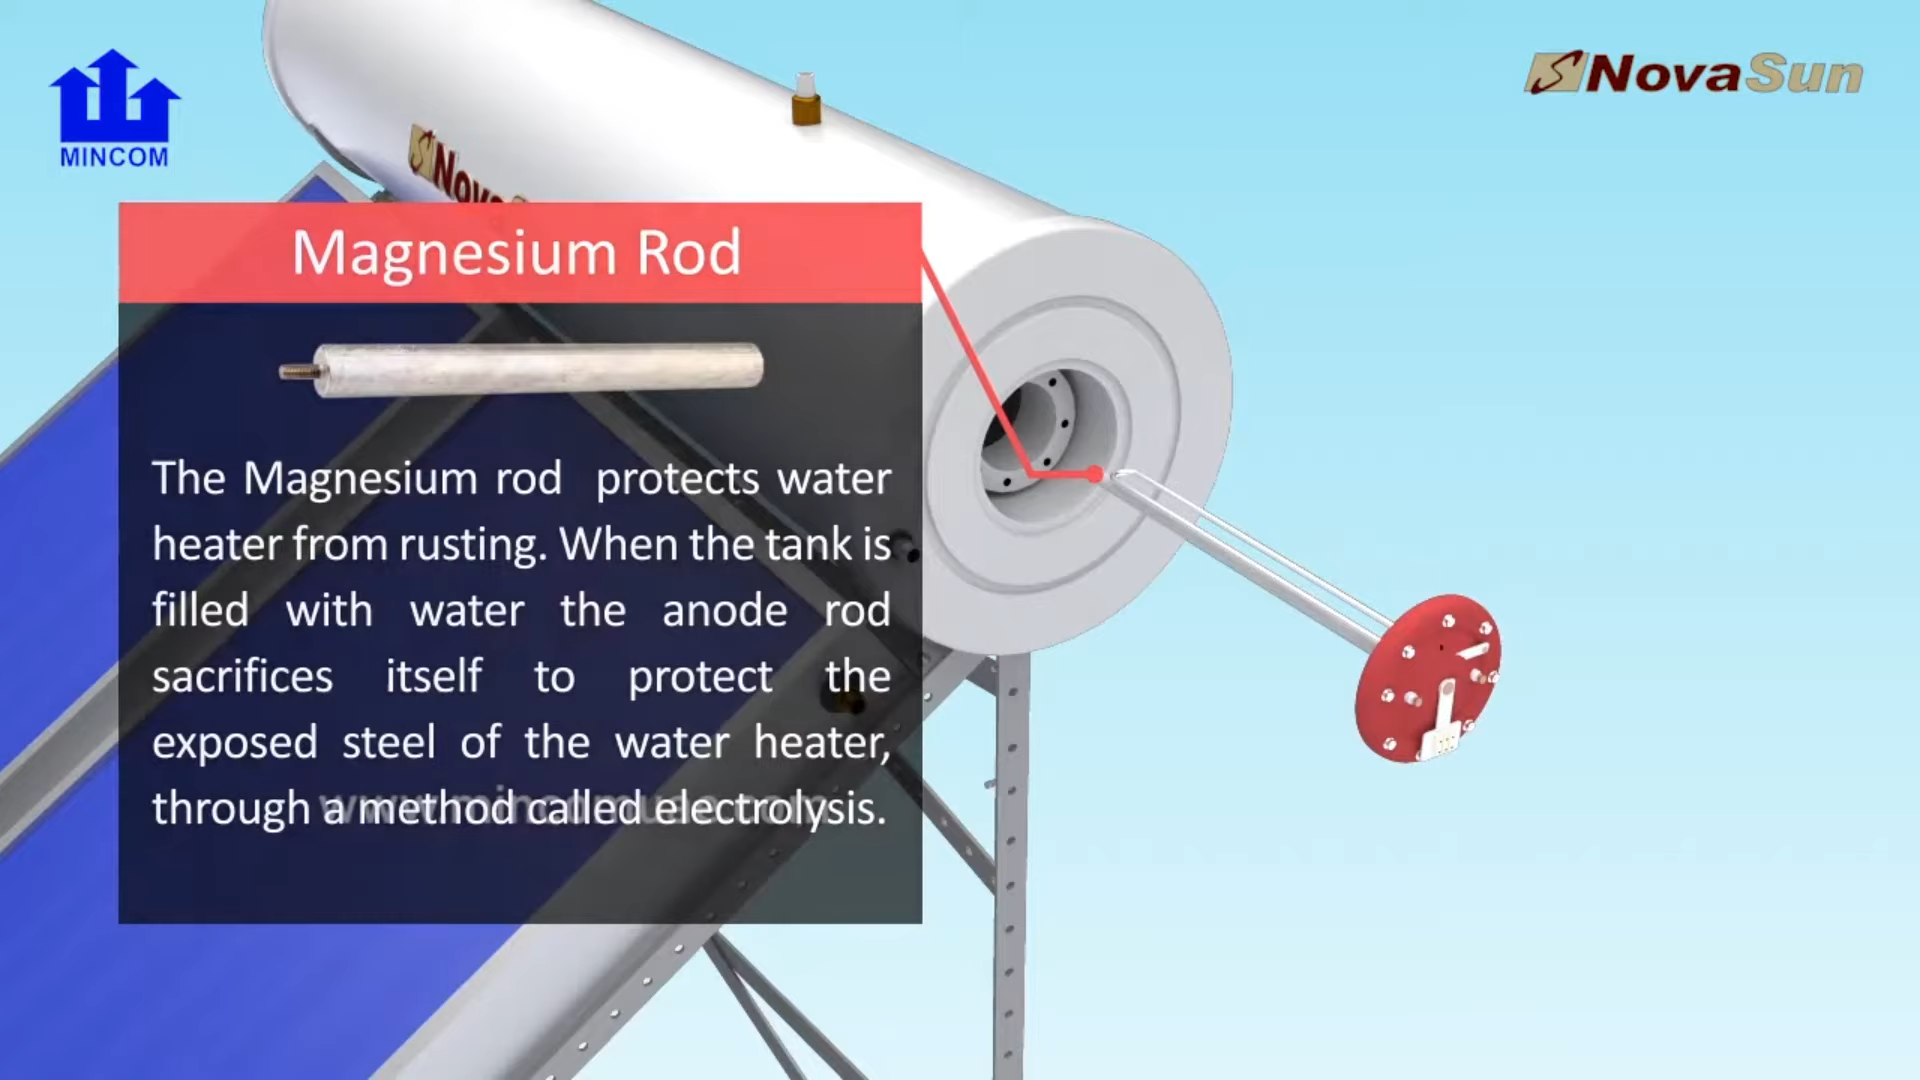 MINCOM
NovaSun
Nova
Magnesium Rod
The Magnesium rod protects water
heater from rusting. When the tank is
filled with water the anode rod
sacrifices itself to protect the
exposed steel of the water heater,
through a method called electrolysis.